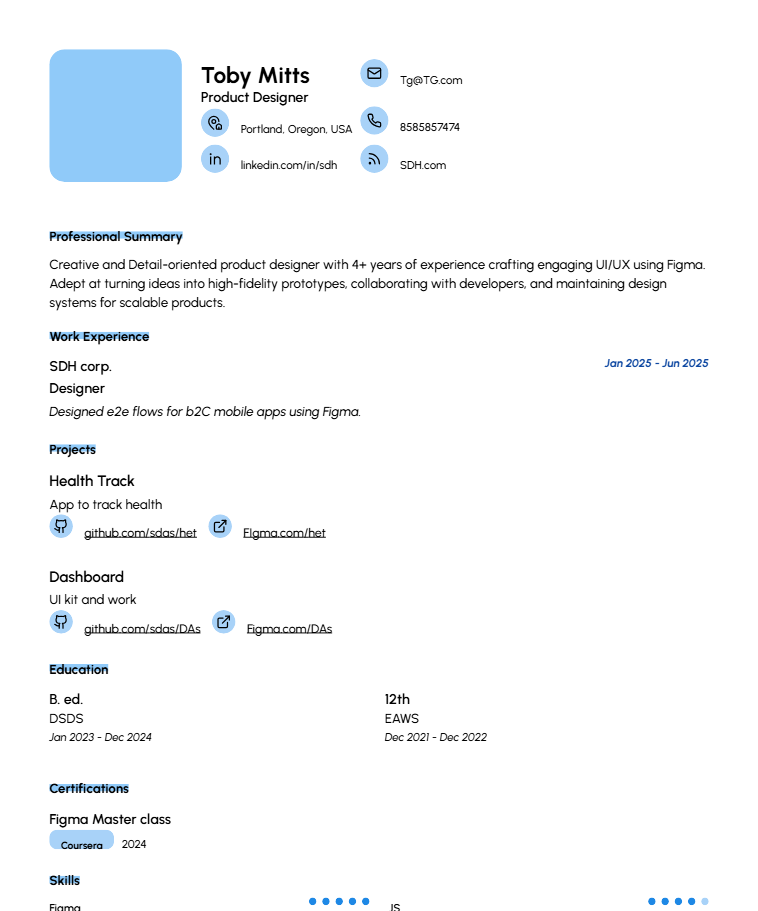 Toby Mitts
Product Designer
Tg@TG.com
Portland, Oregon, USA
8585857474
in
linkedin.com/in/sdh
SDH.com
Professional Summary
Creative and Detail-oriented product designer with 4+ years of experience crafting engaging UI/UX using Figma.
Adept at turning ideas into high-fidelity prototypes, collaborating with developers, and maintaining design
systems for scalable products.
Work Experience
SDH corp.
Jan 2025 - Jun 2025
Designer
Designed e2e flows for b2C mobile apps using Figma.
Projects
Health Track
App to track health
github.com/sdas/het
FIgma.com/het
Dashboard
UI kit and work
github.com/sdas/DAs
Figma.com/DAs
Education
B. ed.
12th
DSDS
EAWS
Jan 2023 - Dec 2024
Dec 2021 - Dec 2022
Certifications
Figma Master class
Coursera
2024
Skills
Figma
JS